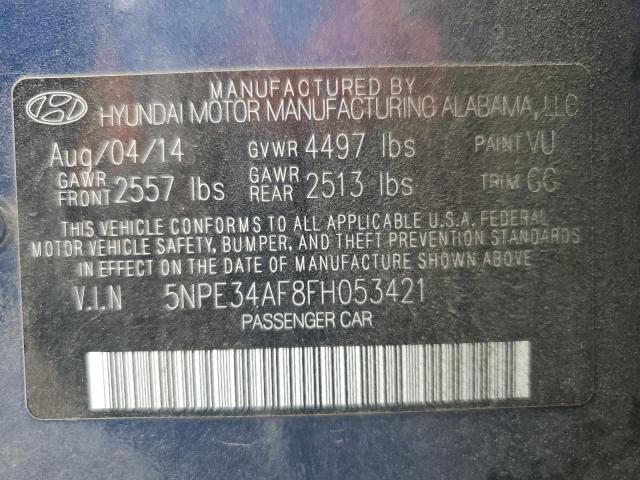 MANUFACTURED BY
HYUNDAI MOTOR MANUFACTURING ALABAMA, LLC
Aug/04/14 GVWR 4497 lbs PAINT VU
GAWR FRONT 2557 lbs GAWR REAR 2513 lbs TRIM GG
THIS VEHICLE CONFORMS TO ALL APPLICABLE U.S.A. FEDERAL
MOTOR VEHICLE SAFETY, BUMPER, AND THEFT PREVENTION STANDARDS
IN EFFECT ON THE DATE OF MANUFACTURE SHOWN ABOVE.
V.I.N 5NPE34AF8FH053421
PASSENGER CAR